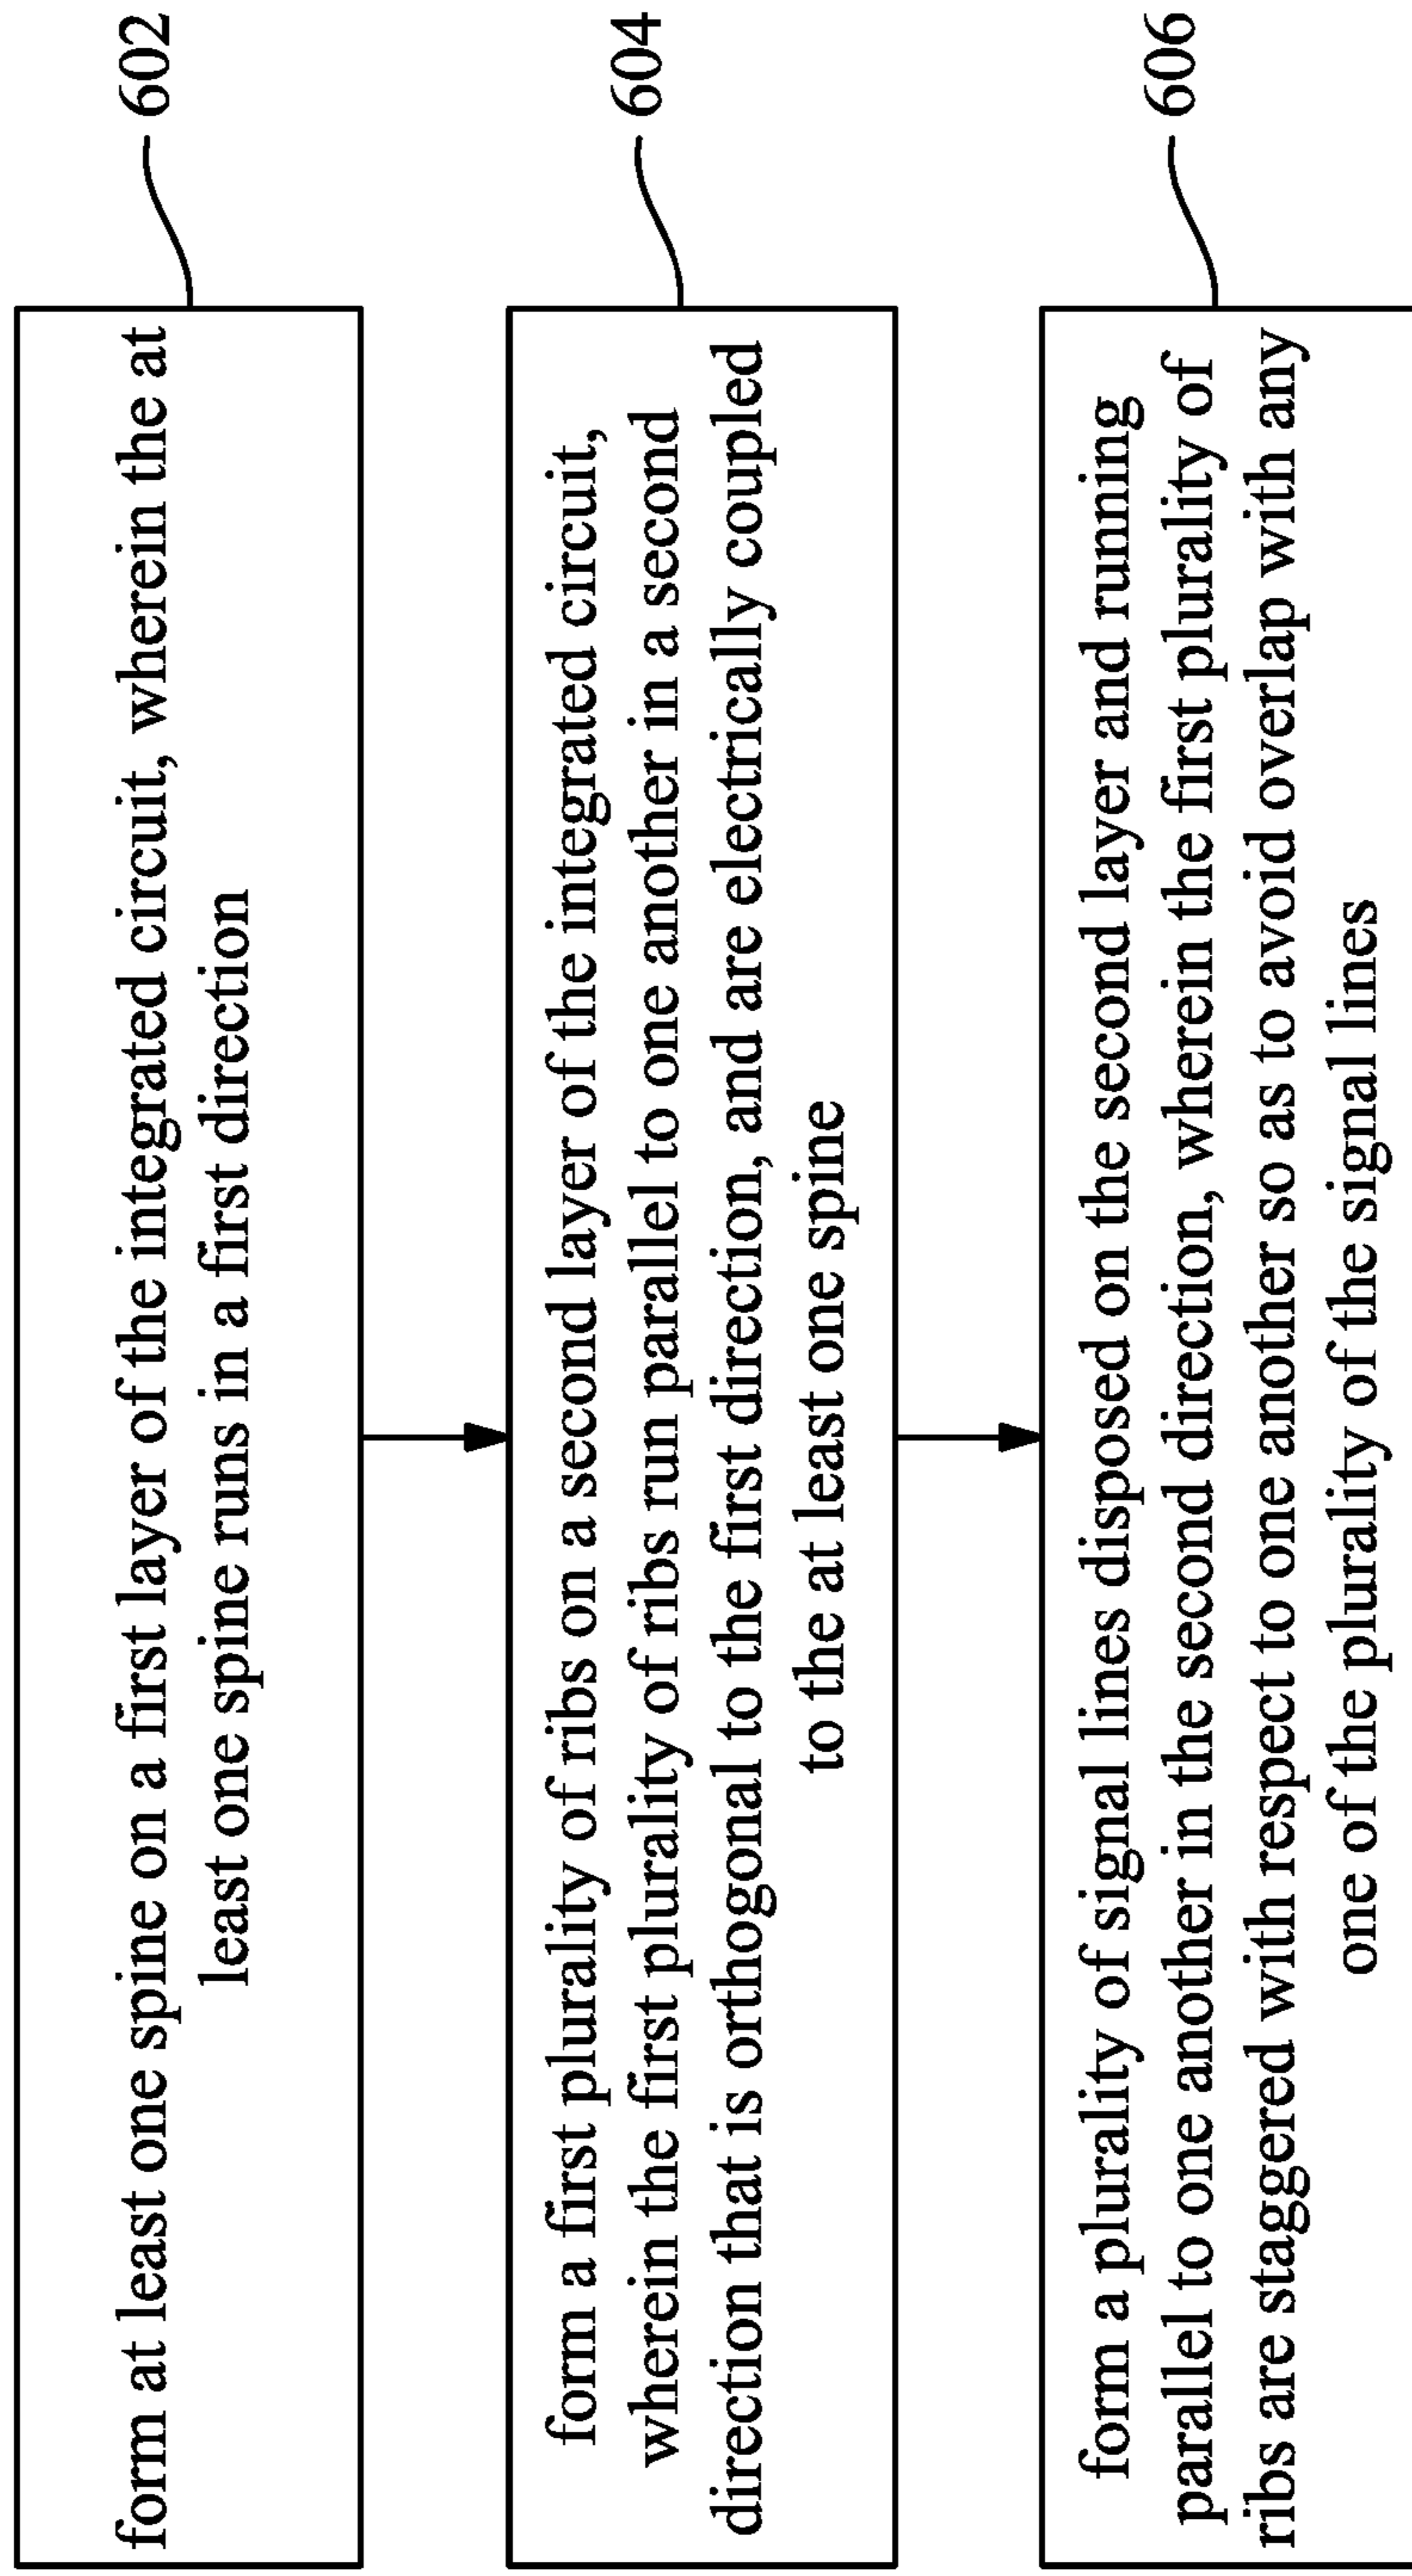 form at least one spine on a first layer of the integrated circuit, wherein the at
least one spine runs in a first direction
602
form a first plurality of ribs on a second layer of the integrated circuit,
wherein the first plurality of ribs run parallel to one another in a second
direction that is orthogonal to the first direction, and are electrically coupled
to the at least one spine
604
form a plurality of signal lines disposed on the second layer and running
parallel to one another in the second direction, wherein the first plurality of
ribs are staggered with respect to one another so as to avoid overlap with any
one of the plurality of the signal lines
606